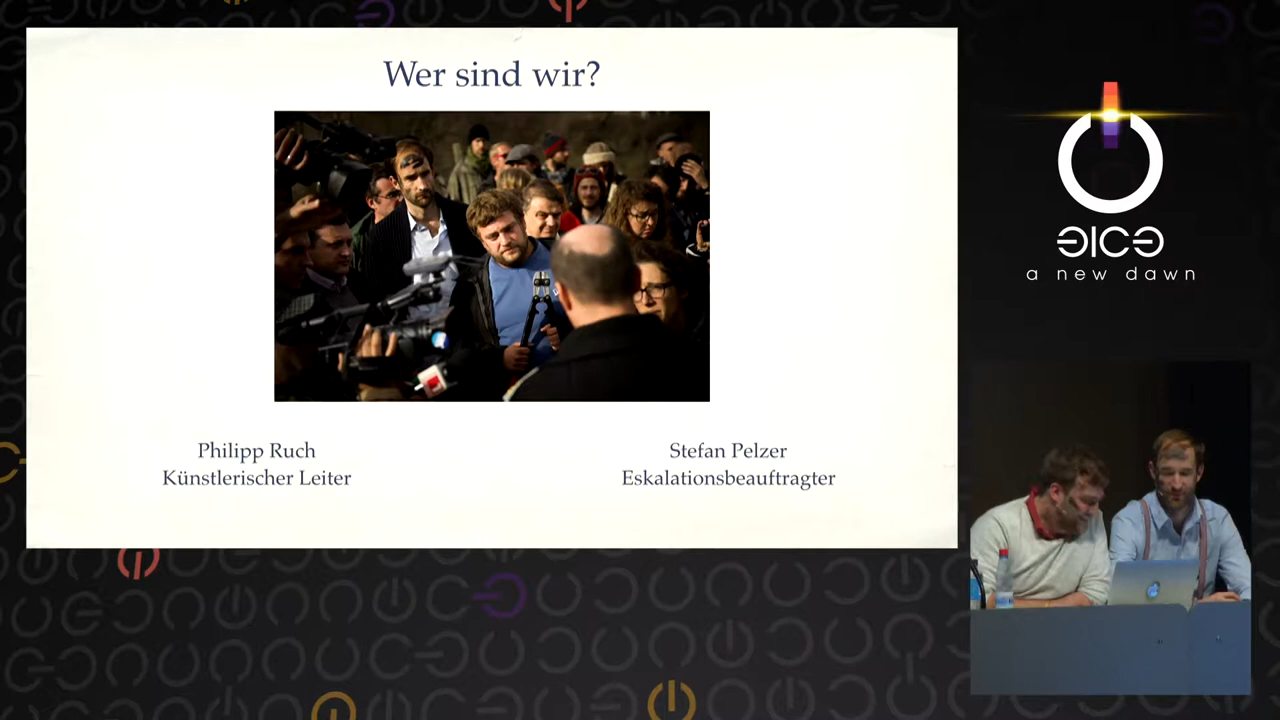 Wer sind wir?
Philipp Ruch
Künstlerischer Leiter
Stefan Pelzer
Eskalationsbeauftragter
a new dawn